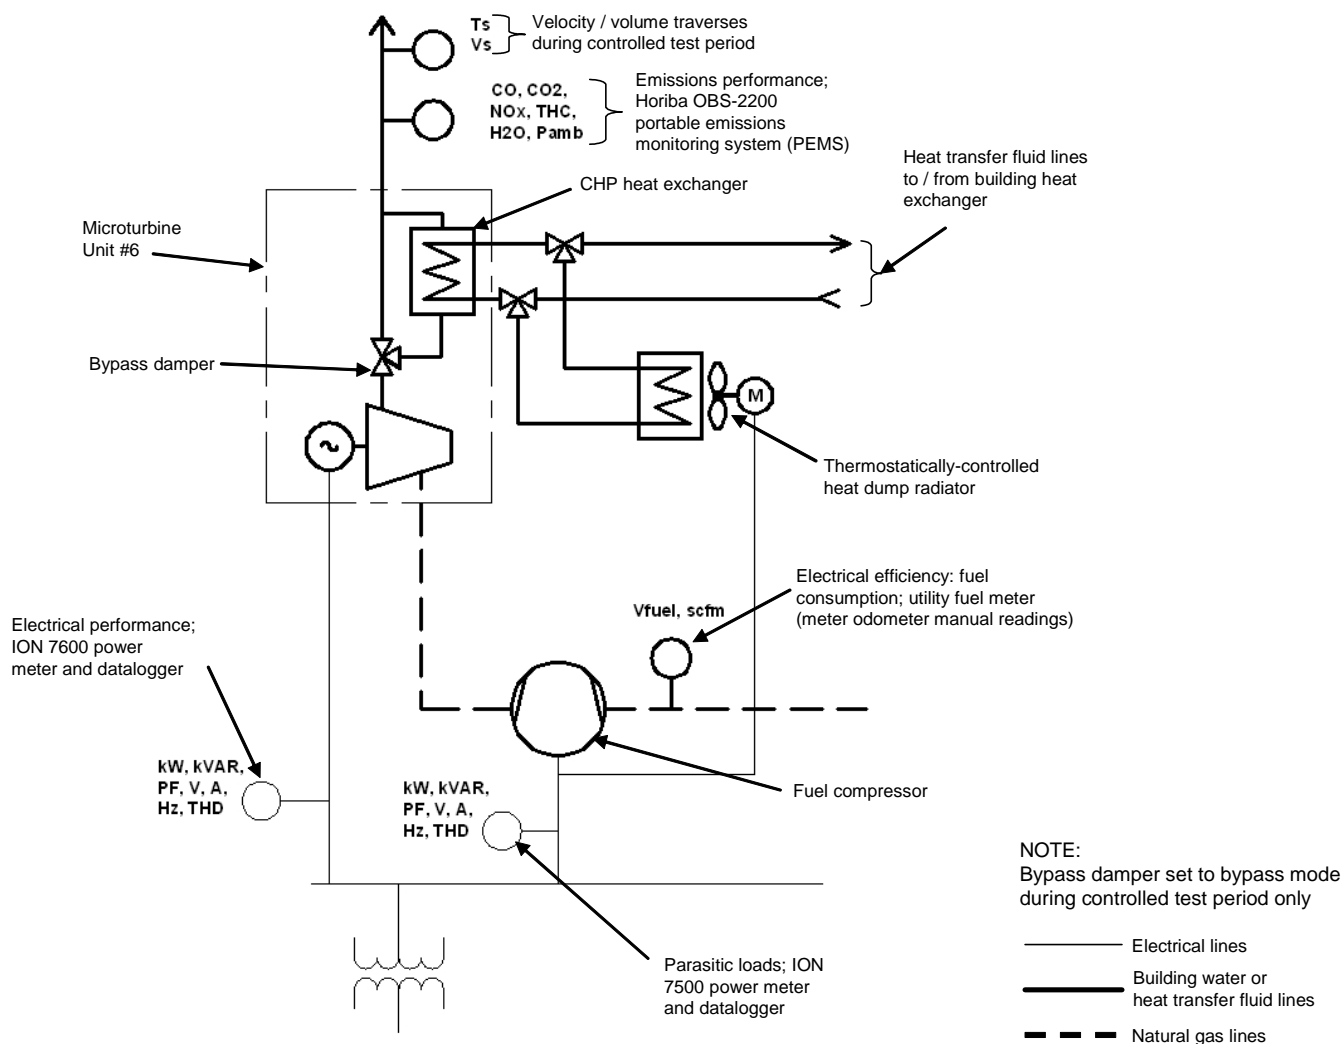 Ts
Vs
Velocity / volume traverses
during controlled test period
CO, CO2,
NOx, THC,
H2O, Pamb
Emissions performance;
Horiba OBS-2200
portable emissions
monitoring system (PEMS)
Heat transfer fluid lines
to / from building heat
exchanger
CHP heat exchanger
Microturbine
Unit #6
Bypass damper
M
~
Thermostatically-controlled
heat dump radiator
Electrical efficiency: fuel
consumption; utility fuel meter
(meter odometer manual readings)
Vfuel, scfm
Electrical performance;
ION 7600 power
meter and datalogger
kW, kVAR,
PF, V, A,
Hz, THD
kW, kVAR,
PF, V, A,
Hz, THD
Fuel compressor
Parasitic loads; ION
7500 power meter
and datalogger
NOTE:
Bypass damper set to bypass mode
during controlled test period only
Electrical lines
Building water or
heat transfer fluid lines
Natural gas lines